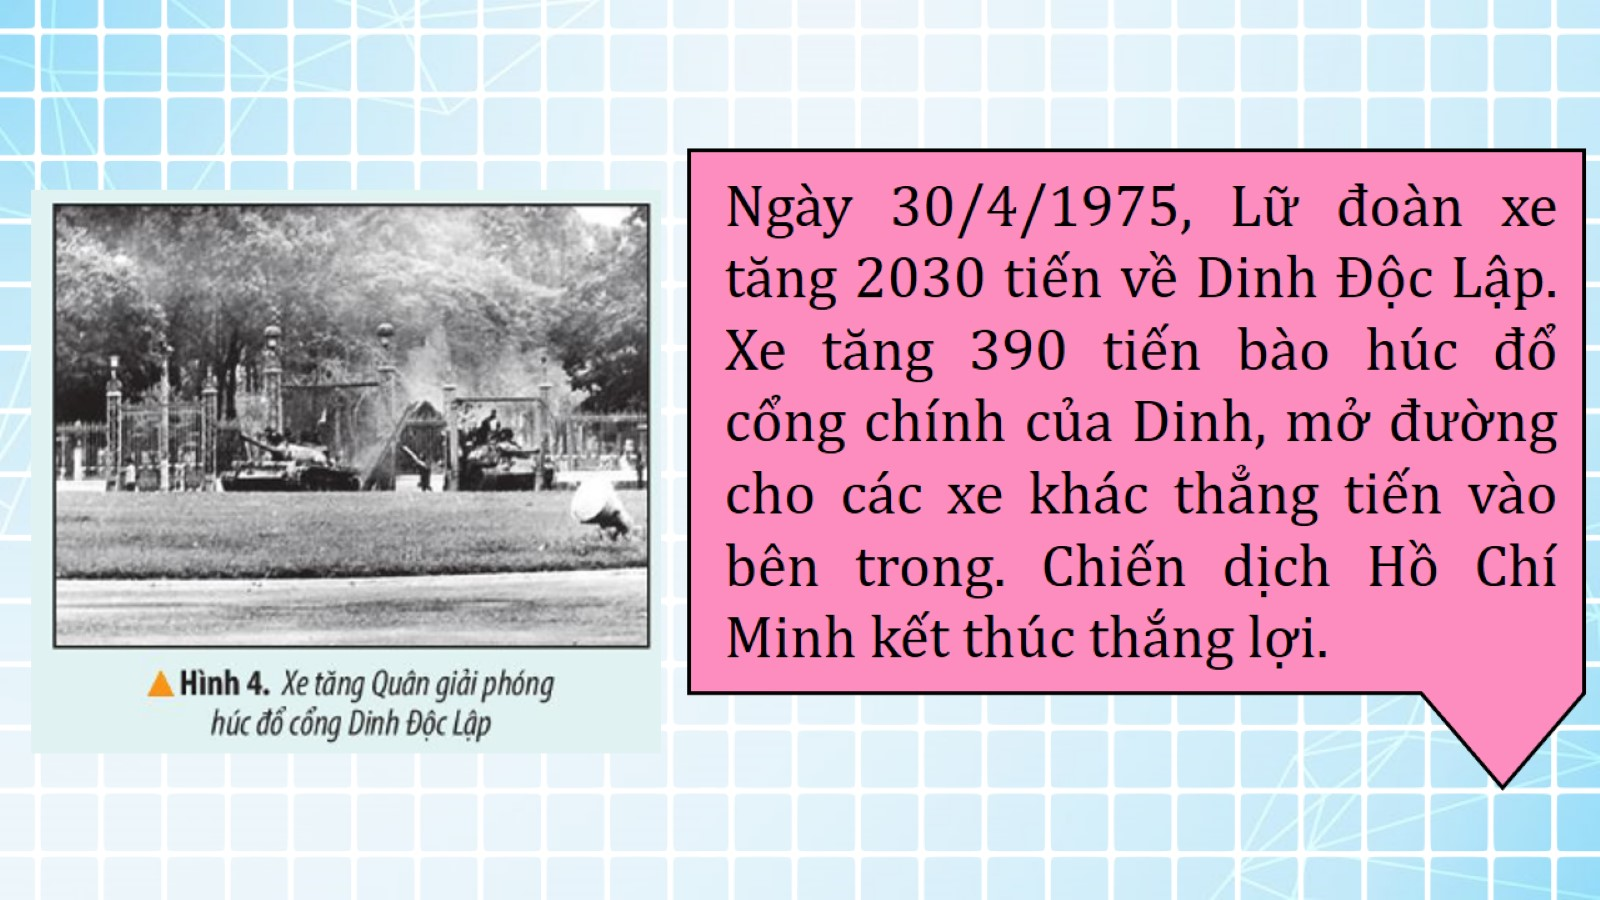 Ngày 30/4/1975, Lữ đoàn xe
tăng 2030 tiến về Dinh Độc Lập.
Xe tăng 390 tiến bào húc đổ
cổng chính của Dinh, mở đường
cho các xe khác thẳng tiến vào
bên trong. Chiến dịch Hồ Chí
Minh kết thúc thắng lợi.
Hình 4. Xe tăng Quân giải phóng
húc đổ cổng Dinh Độc Lập